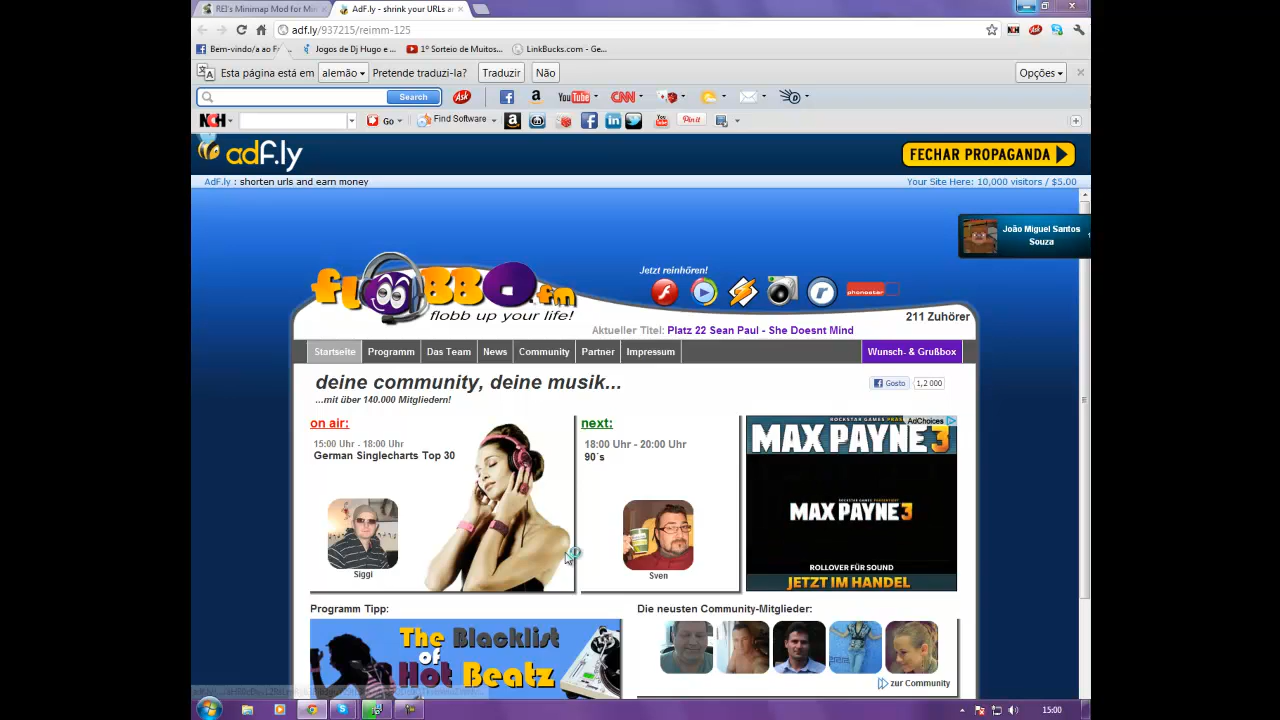 REI's Minimap Mod for Min
AdF.ly - shrink your URLs a
adf.ly/937215/reimm-125
Bem-vindo/a ao F
Jogos de Dj Hugo e ...
1º Sorteio de Muitos...
LinkBucks.com - Ge...
Esta página está em alemão Pretende traduzi-la? Traduzir Não Opções
Search Ask YouTube CNN
NCH Go Find Software Pin it
adf.ly FECHAR PROPAGANDA
AdF.ly : shorten urls and earn money
Your Site Here: 10,000 visitors / $5.00
João Miguel Santos
Souza
Jetzt reinhören!
flobbo.fm
flobb up your life!
phonostar
211 Zuhörer
Aktueller Titel: Platz 22 Sean Paul - She Doesnt Mind
Startseite Programm Das Team News Community Partner Impressum Wunsch- & Grußbox
deine community, deine musik...
...mit über 140.000 Mitgliedern!
Gosto 1,2 000
on air:
15:00 Uhr - 18:00 Uhr
German Singlecharts Top 30
Siggi
next:
18:00 Uhr - 20:00 Uhr
90´s
Sven
AdChoices
MAX PAYNE 3
MAX PAYNE 3
ROLLOVER FÜR SOUND
JETZT IM HANDEL
Programm Tipp:
The Blacklist
of
Hot Beatz
Die neusten Community-Mitglieder:
zur Community
15:00